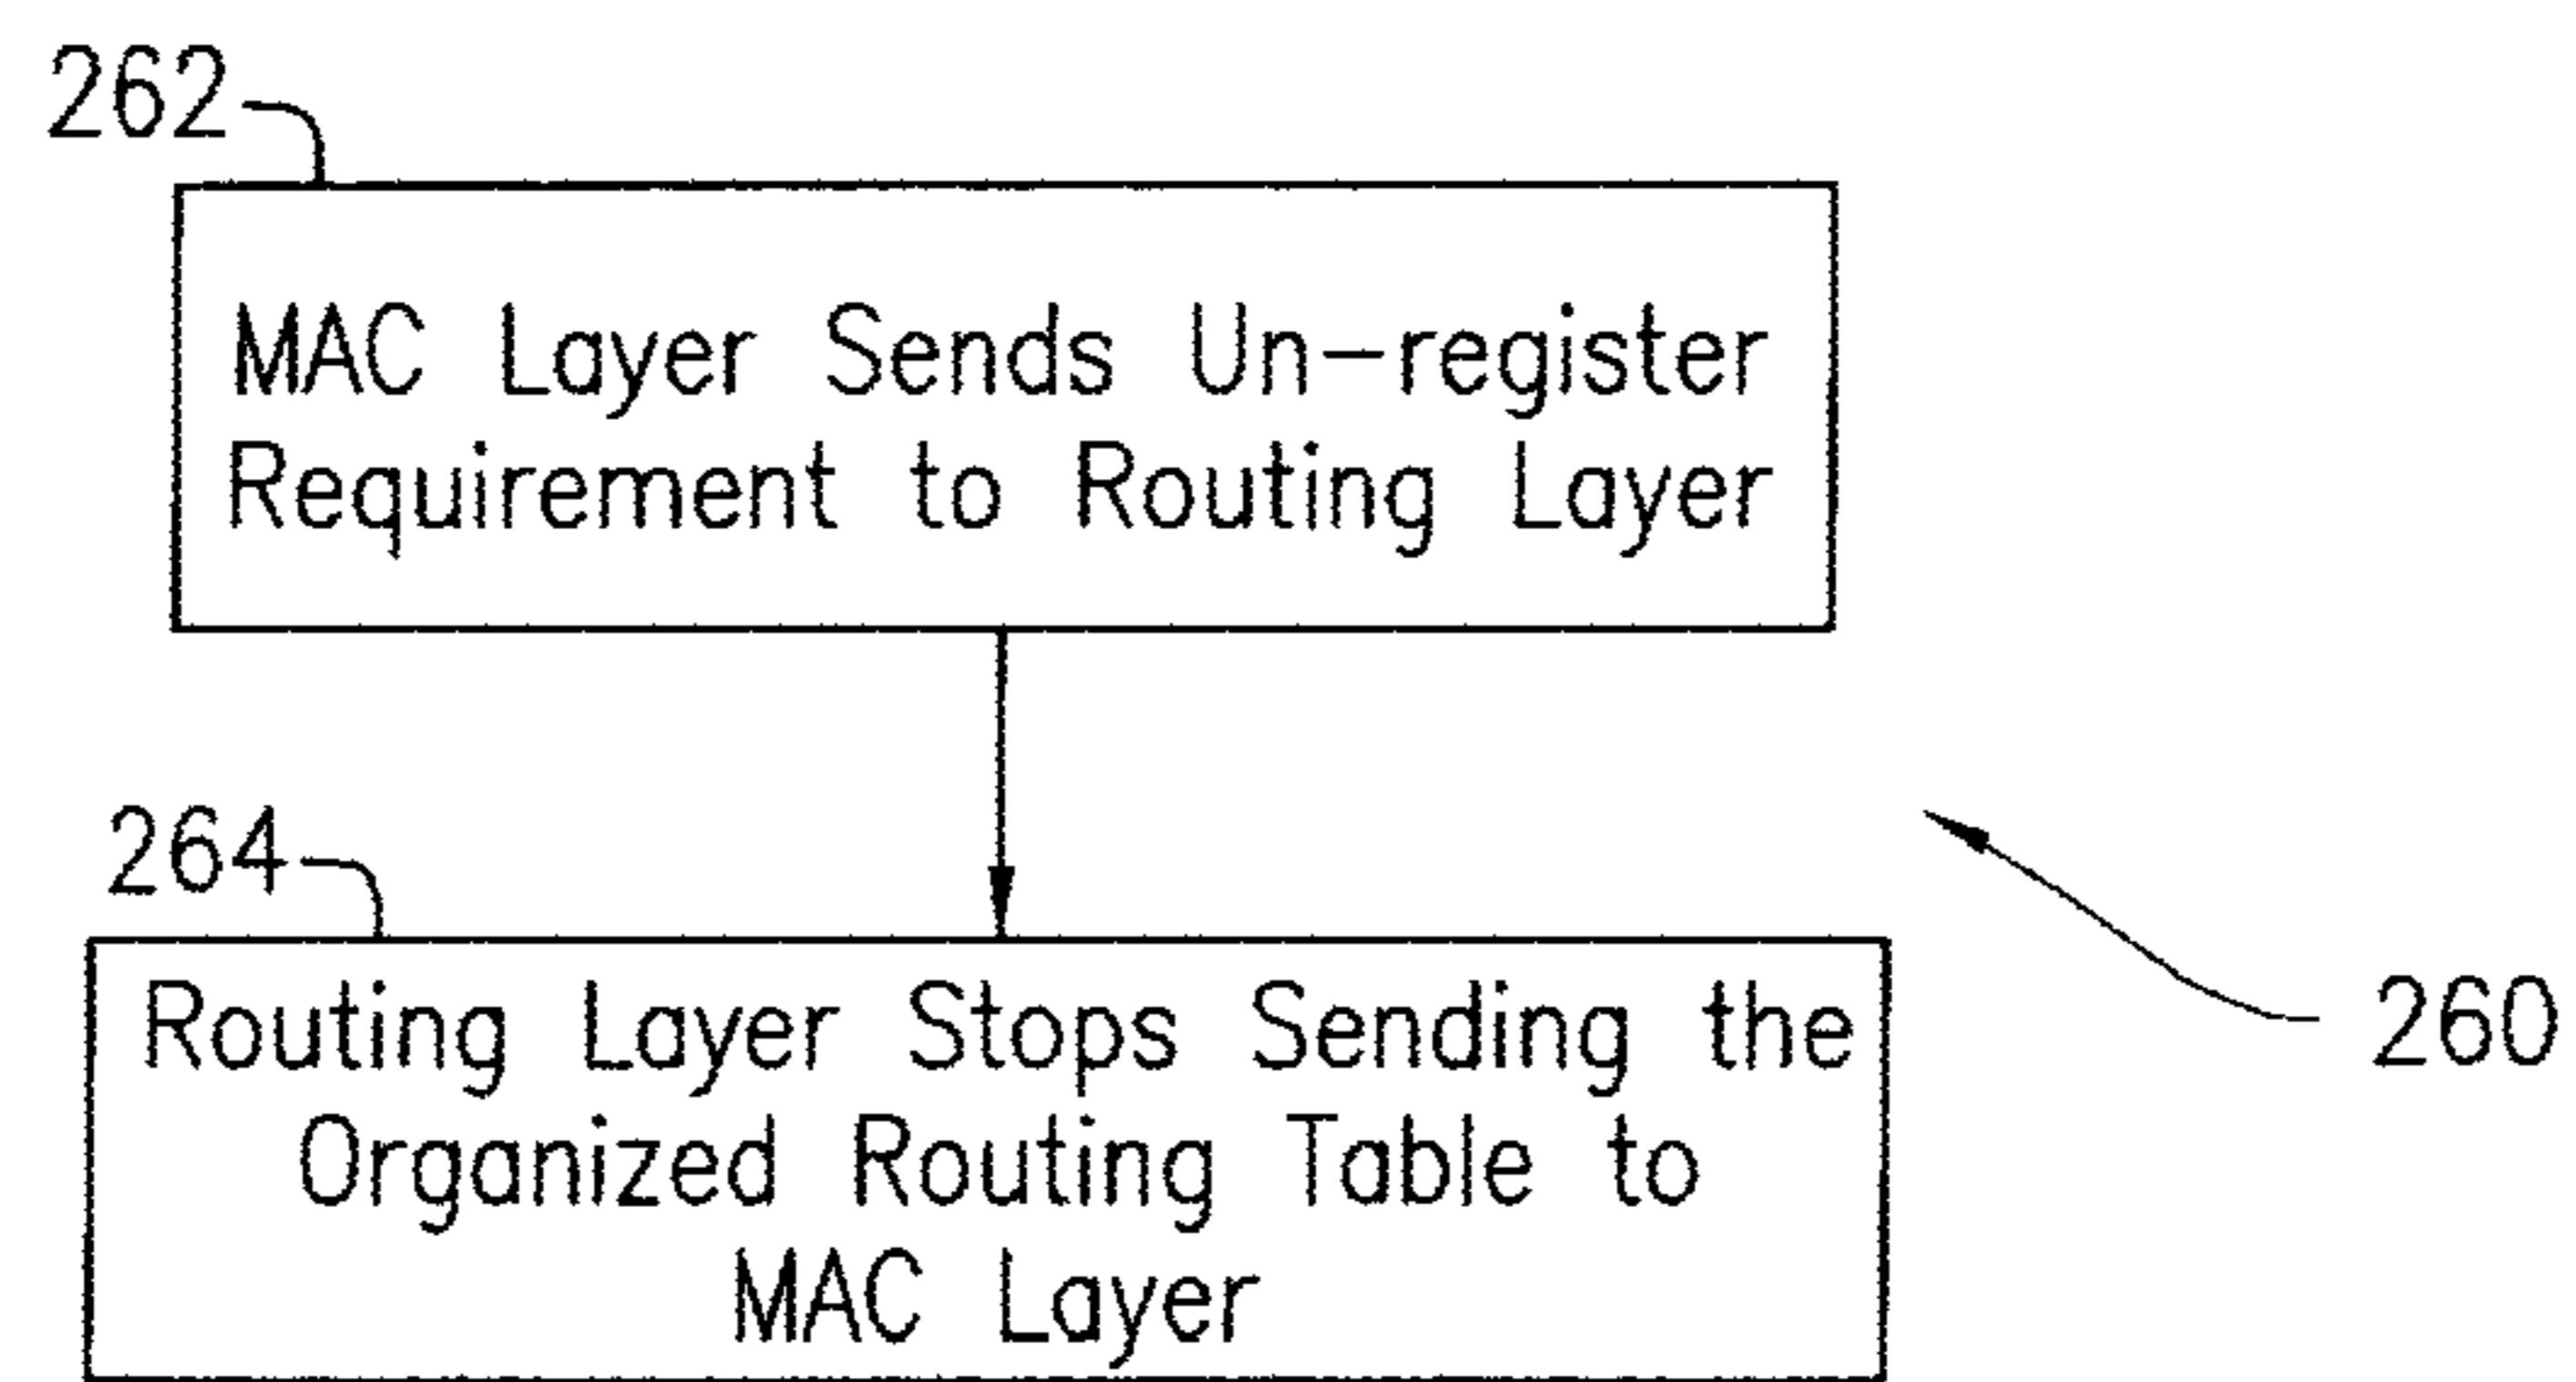 262
MAC Layer Sends Un-register
Requirement to Routing Layer
264
Routing Layer Stops Sending the
Organized Routing Table to
MAC Layer
260